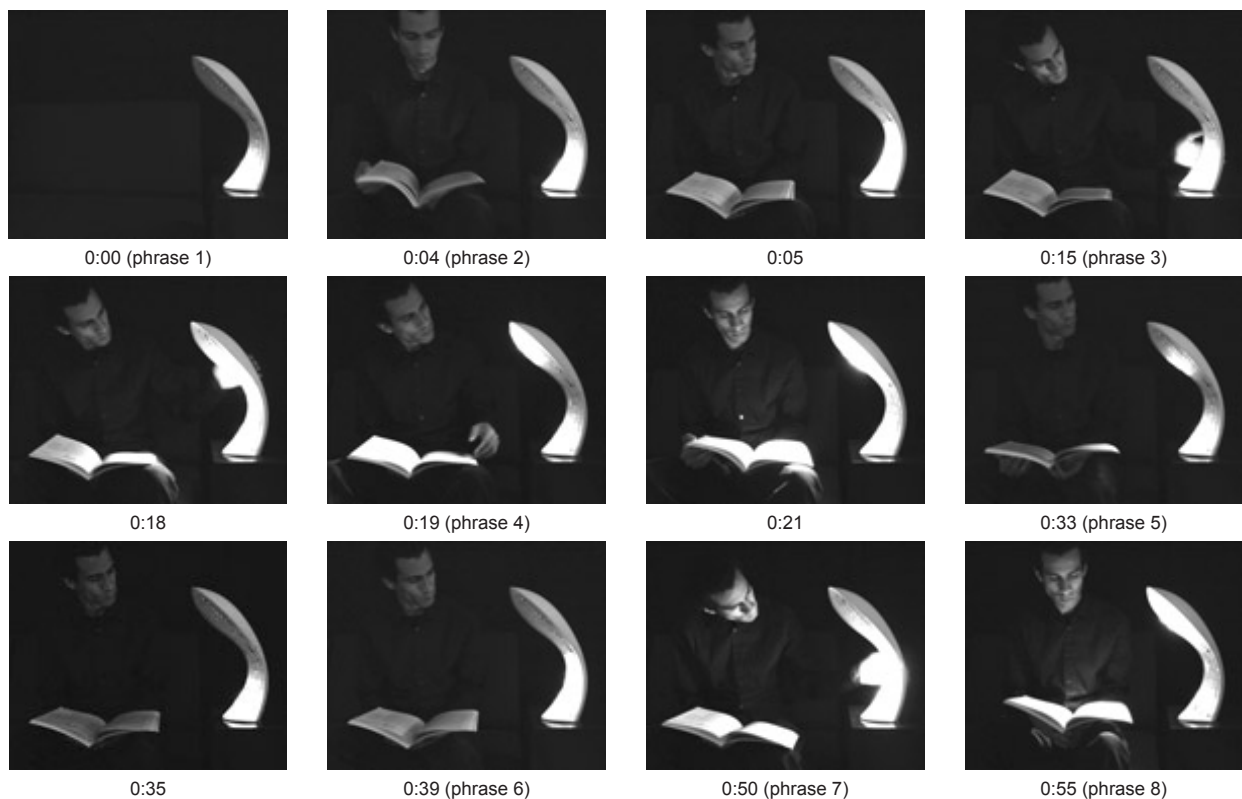 0:00 (phrase 1) 0:04 (phrase 2) 0:05 0:15 (phrase 3)
0:18 0:19 (phrase 4) 0:21 0:33 (phrase 5)
0:35 0:39 (phrase 6) 0:50 (phrase 7) 0:55 (phrase 8)